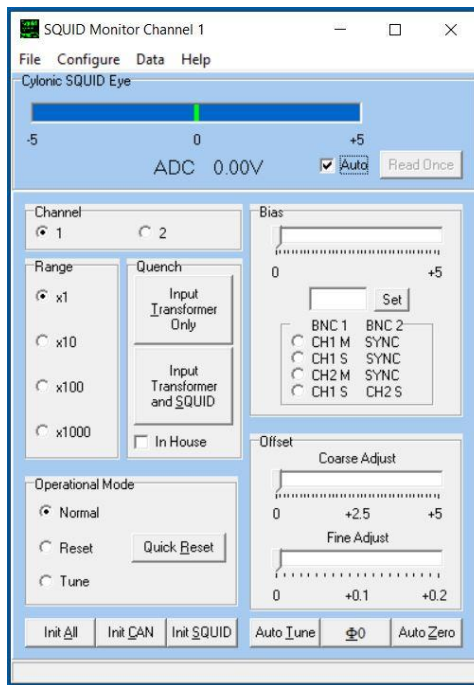 SQUID Monitor Channel 1
File Configure Data Help
Cylonic SQUID Eye
-5 0 +5
ADC 0.00V Auto Read Once
Channel
1 2
Range
x1
x10
x100
x1000
Quench
Input
Transformer
Only
Input
Transformer
and SQUID
In House
Bias
0 +5
Set
BNC 1 BNC 2
CH1 M SYNC
CH1 S SYNC
CH2 M SYNC
CH1 S CH2 S
Operational Mode
Normal
Reset
Tune
Quick Reset
Offset
Coarse Adjust
0 +2.5 +5
Fine Adjust
0 +0.1 +0.2
Init All Init CAN Init SQUID Auto Tune Φ0 Auto Zero